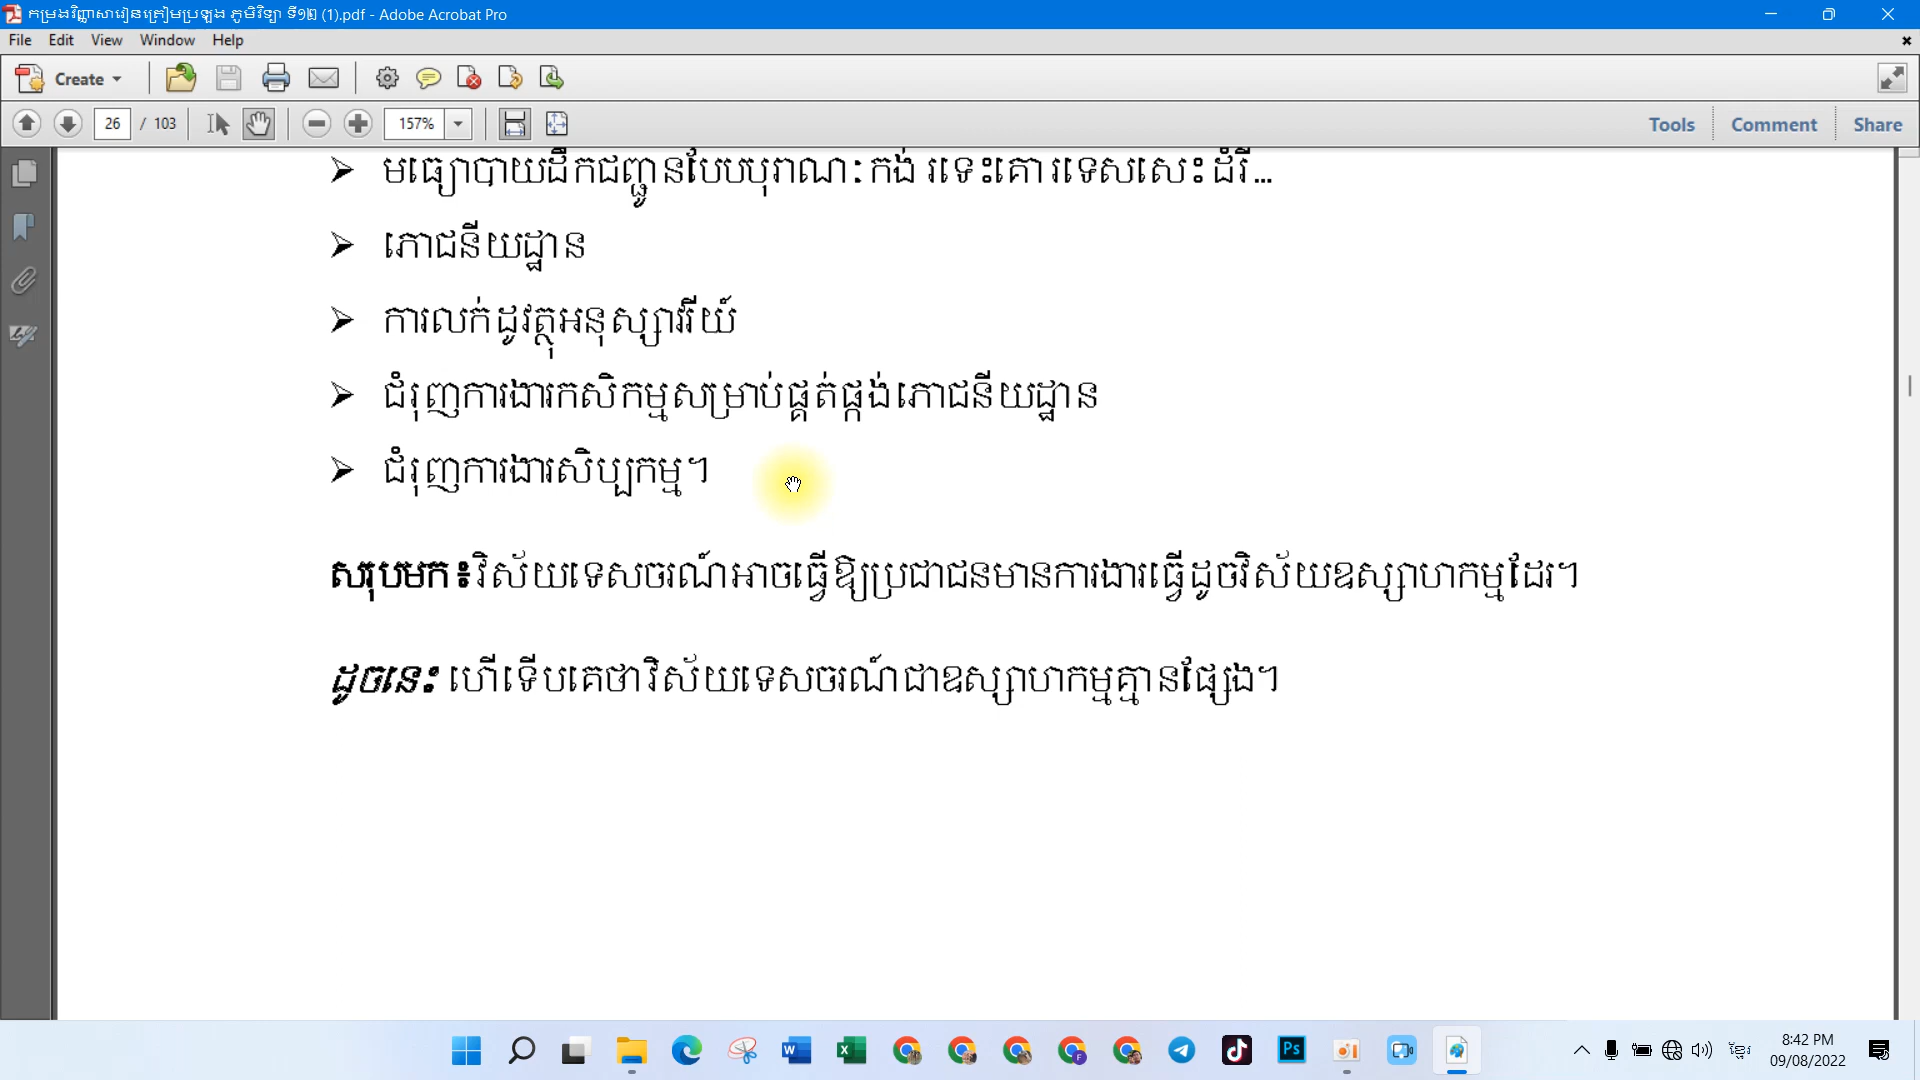 កម្រងវិញ្ញាសារៀនត្រៀមប្រឡង ភូមិវិទ្យា ទី១២ (1).pdf - Adobe Acrobat Pro
File Edit View Window Help
Create
26 / 103 157% Tools Comment Share
➢ មធ្យោបាយដឹកជញ្ជូនបែបបុរាណៈ កង់ រទេះគោ រទេសសេះ ដំរី...
➢ ភោជនីយដ្ឋាន
➢ ការលក់ដូវត្ថុអនុស្សាវរីយ៍
➢ ជំរុញការងារកសិកម្មសម្រាប់ផ្គត់ផ្គង់ភោជនីយដ្ឋាន
➢ ជំរុញការងារសិប្បកម្ម។
សរុបមក៖វិស័យទេសចរណ៍អាចធ្វើឱ្យប្រជាជនមានការងារធ្វើដូចវិស័យឧស្សាហកម្មដែរ។
ដូចនេះ ហើទើបគេថាវិស័យទេសចរណ៍ជាឧស្សាហកម្មគ្មានផ្សែង។
ខ្មែរ 8:42 PM
09/08/2022